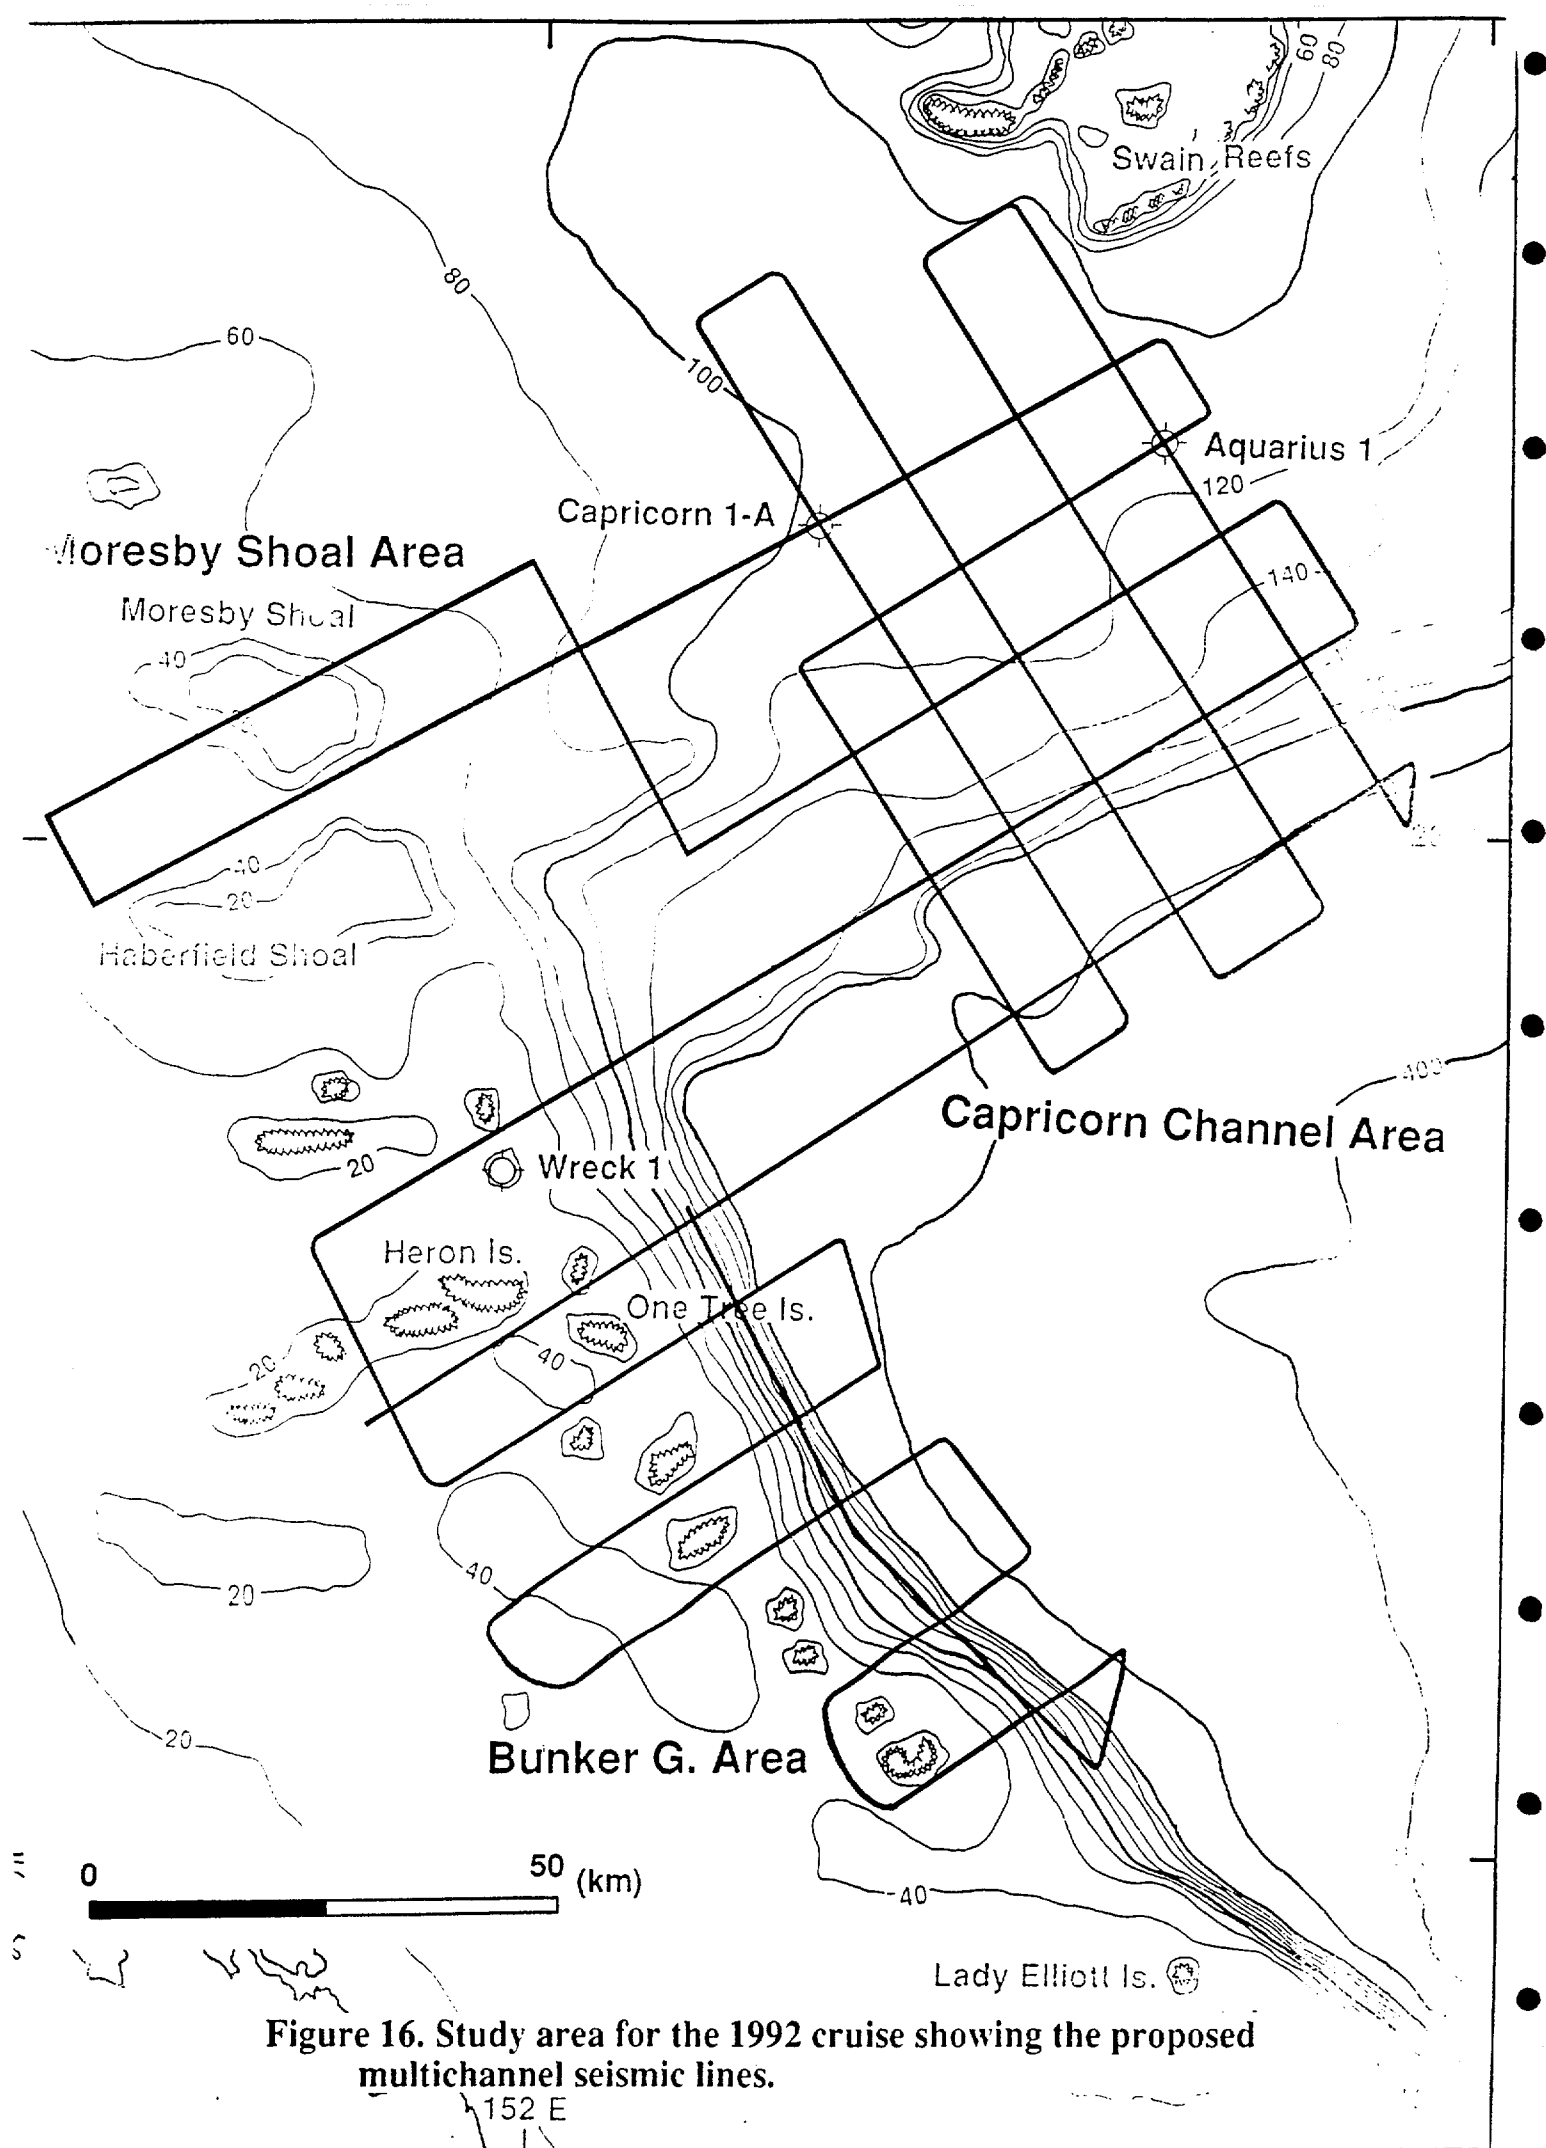 60
80
Swain Reefs
80
60
100
Aquarius 1
120
Capricorn 1-A
Moresby Shoal Area
140
Moresby Shoal
40
40
20
Haberfield Shoal
400
Capricorn Channel Area
20
Wreck 1
Heron Is.
One Tree Is.
40
20
40
20
20
Bunker G. Area
0 50 (km)
40
Lady Elliott Is.
Figure 16. Study area for the 1992 cruise showing the proposed
multichannel seismic lines.
152 E